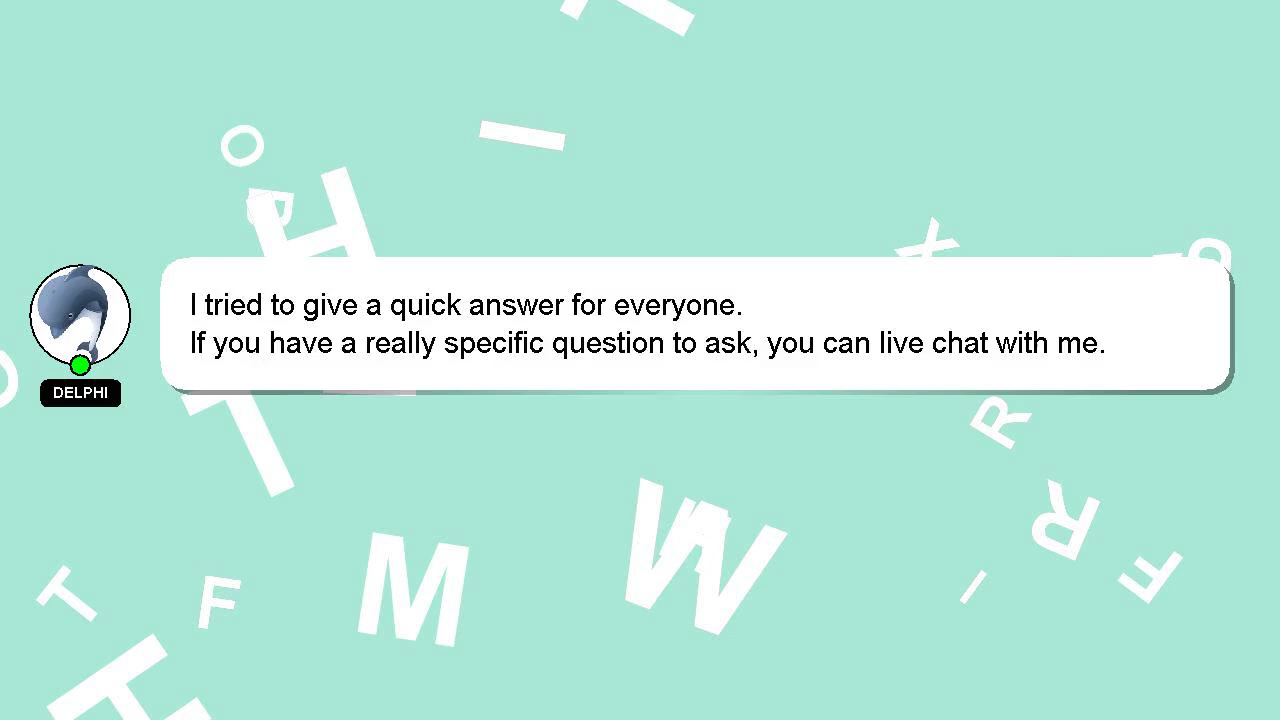 I tried to give a quick answer for everyone.
If you have a really specific question to ask, you can live chat with me.
DELPHI
O
I
H
X
R
R
I
F
T
F
M
W
T
H